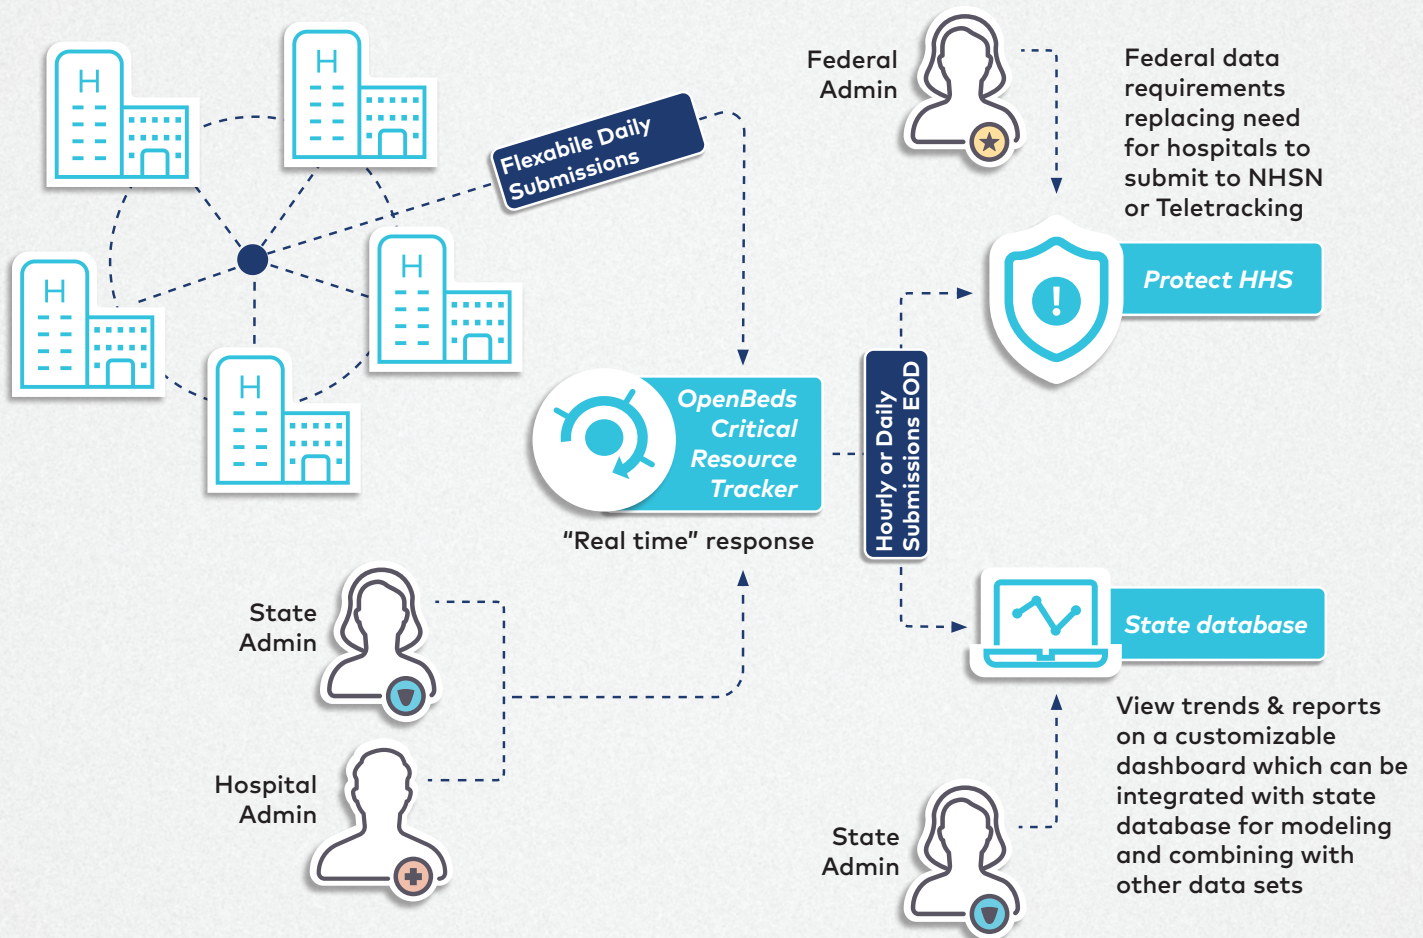 H
H
H
H
H
Flexabile Daily
Submissions
Federal
Admin
Federal data
requirements
replacing need
for hospitals to
submit to NHSN
or Teletracking
!
Protect HHS
OpenBeds
Critical
Resource
Tracker
“Real time” response
Hourly or Daily
Submissions EOD
State
Admin
Hospital
Admin
State database
View trends & reports
on a customizable
dashboard which can be
integrated with state
database for modeling
and combining with
other data sets
State
Admin